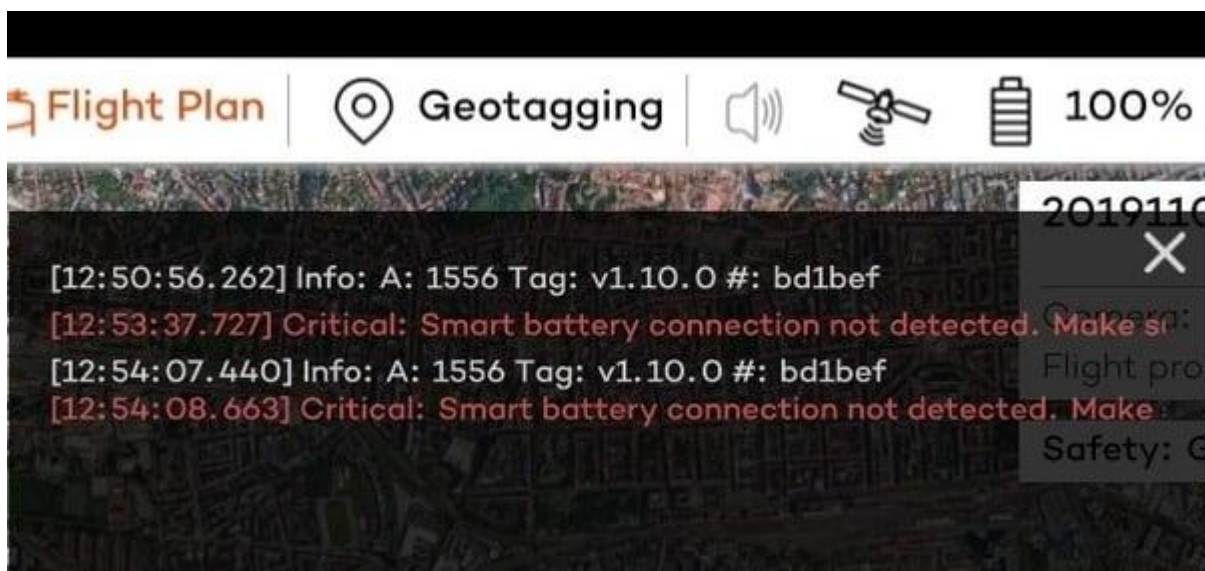 Flight Plan
Geotagging
100%
2019110
[12:50:56.262] Info: A: 1556 Tag: v1.10.0 #: bd1bef
[12:53:37.727] Critical: Smart battery connection not detected. Make s
[12:54:07.440] Info: A: 1556 Tag: v1.10.0 #: bd1bef
[12:54:08.663] Critical: Smart battery connection not detected. Make
Flight pro
Safety: G